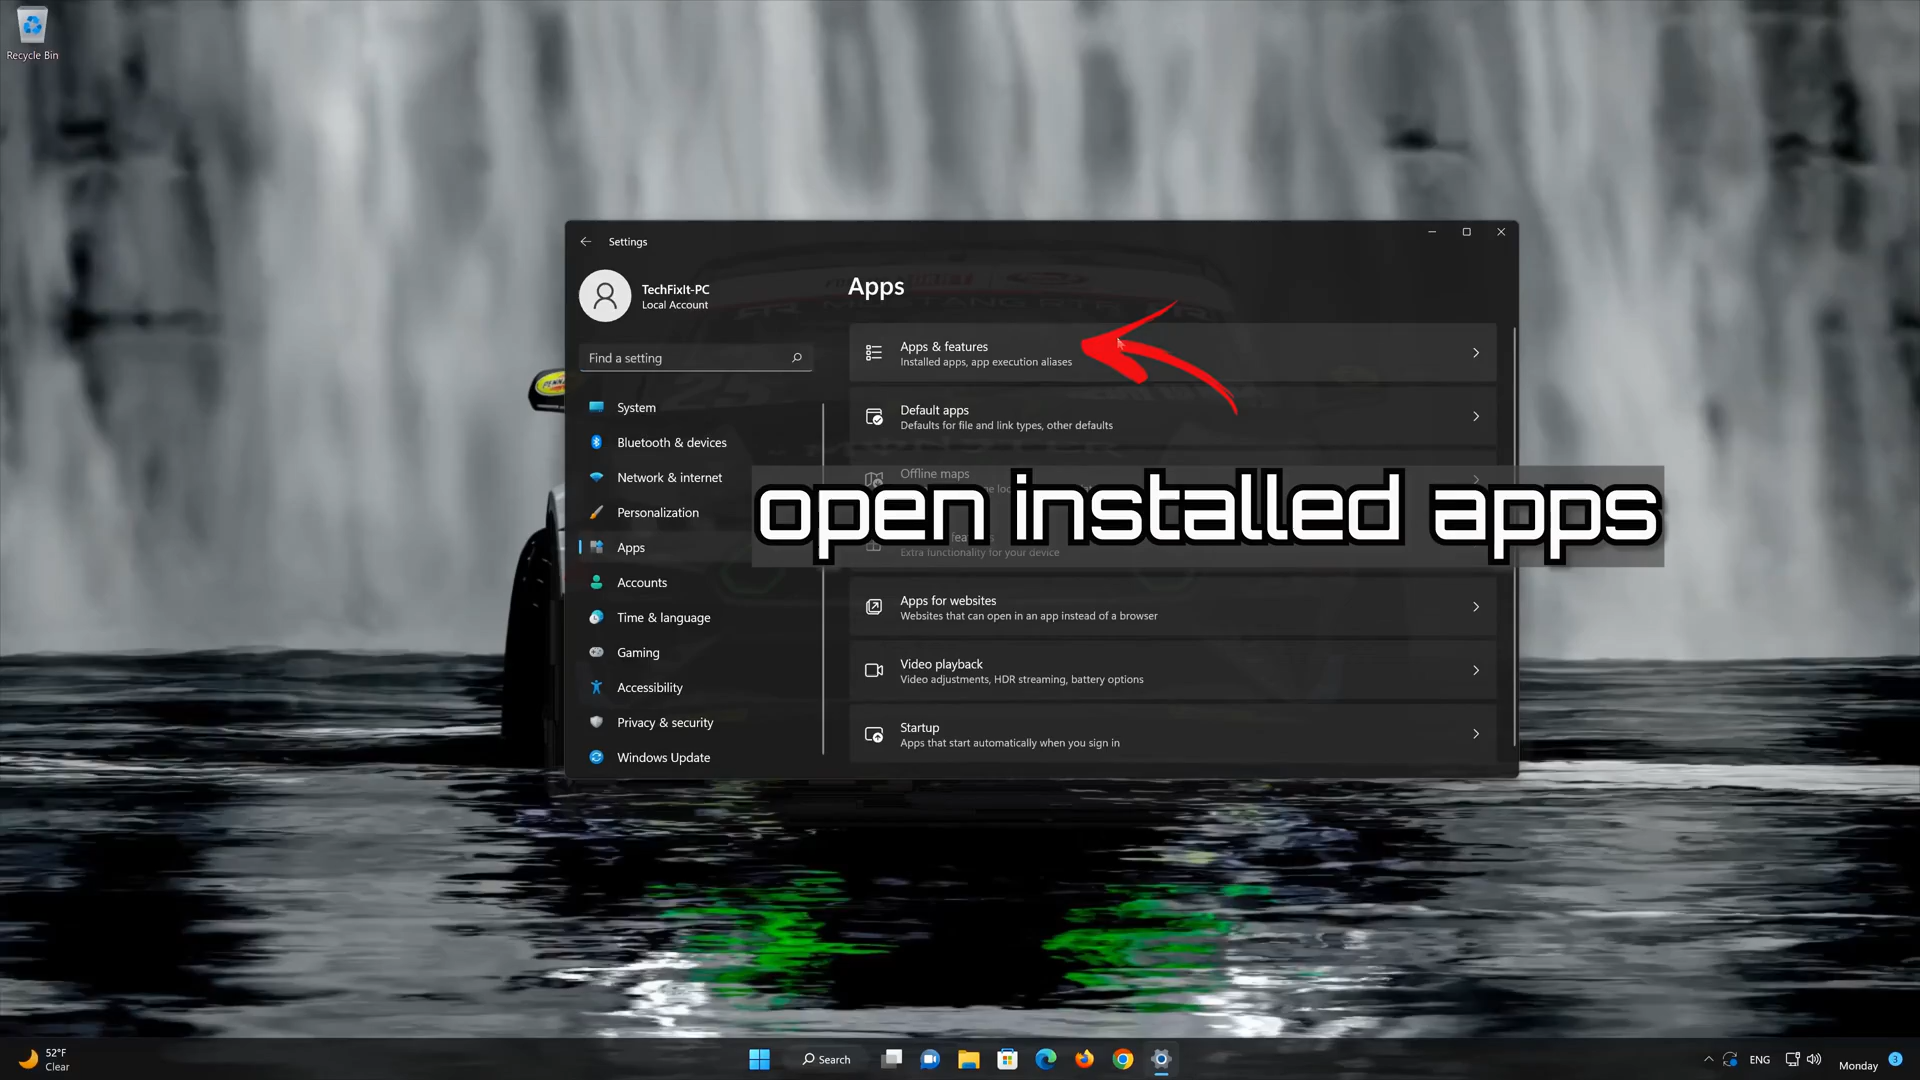 Recycle Bin
Settings
TechFixIt-PC
Local Account
Find a setting
System
Bluetooth & devices
Network & internet
Personalization
Apps
Accounts
Time & language
Gaming
Accessibility
Privacy & security
Windows Update
Apps
Apps & features
Installed apps, app execution aliases
Default apps
Defaults for file and link types, other defaults
Offline maps
open installed apps
Extra functionality for your device
Apps for websites
Websites that can open in an app instead of a browser
Video playback
Video adjustments, HDR streaming, battery options
Startup
Apps that start automatically when you sign in
52°F
Clear
Search
ENG
Monday
3